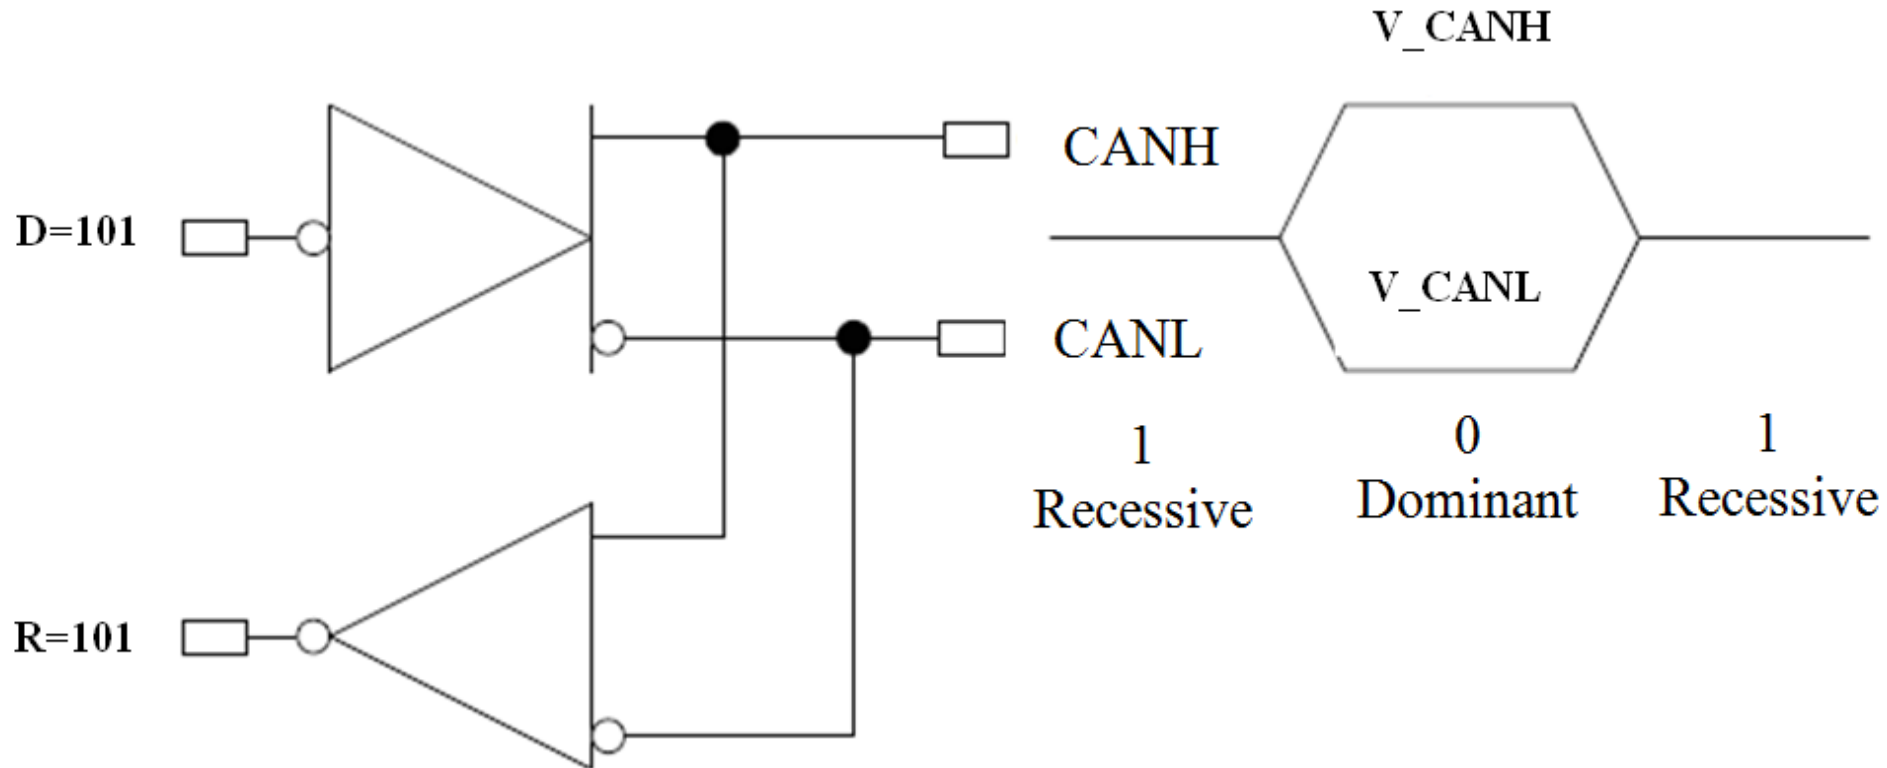 V_CANH
CANH
D=101
V_CANL
CANL
1
0
1
Recessive
Dominant
Recessive
R=101